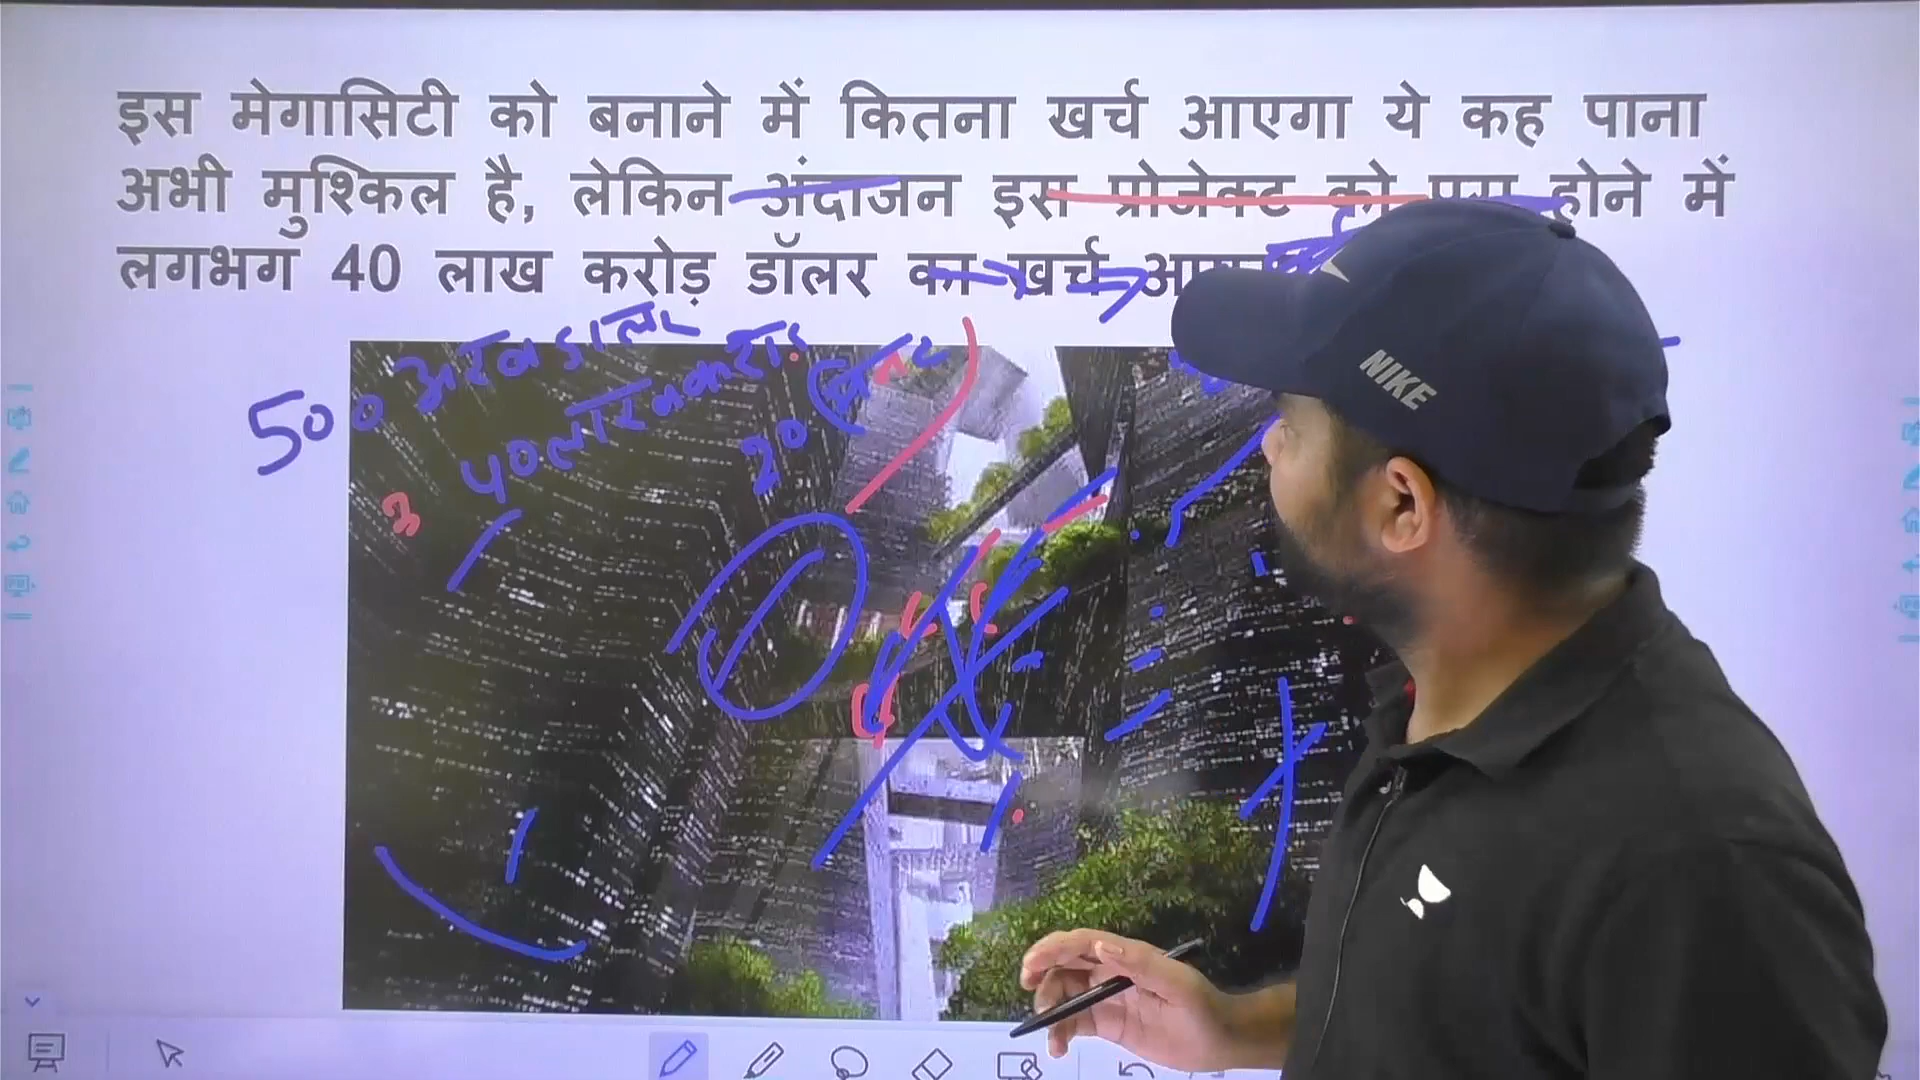 इस मेगासिटी को बनाने में कितना खर्च आएगा ये कह पाना
अभी मुश्किल है, लेकिन अंदाजन इस प्रोजेक्ट को पूरा होने में
लगभग 40 लाख करोड़ डॉलर का खर्च
500 अरब डालर
40 लाख करोड़
20
NIKE